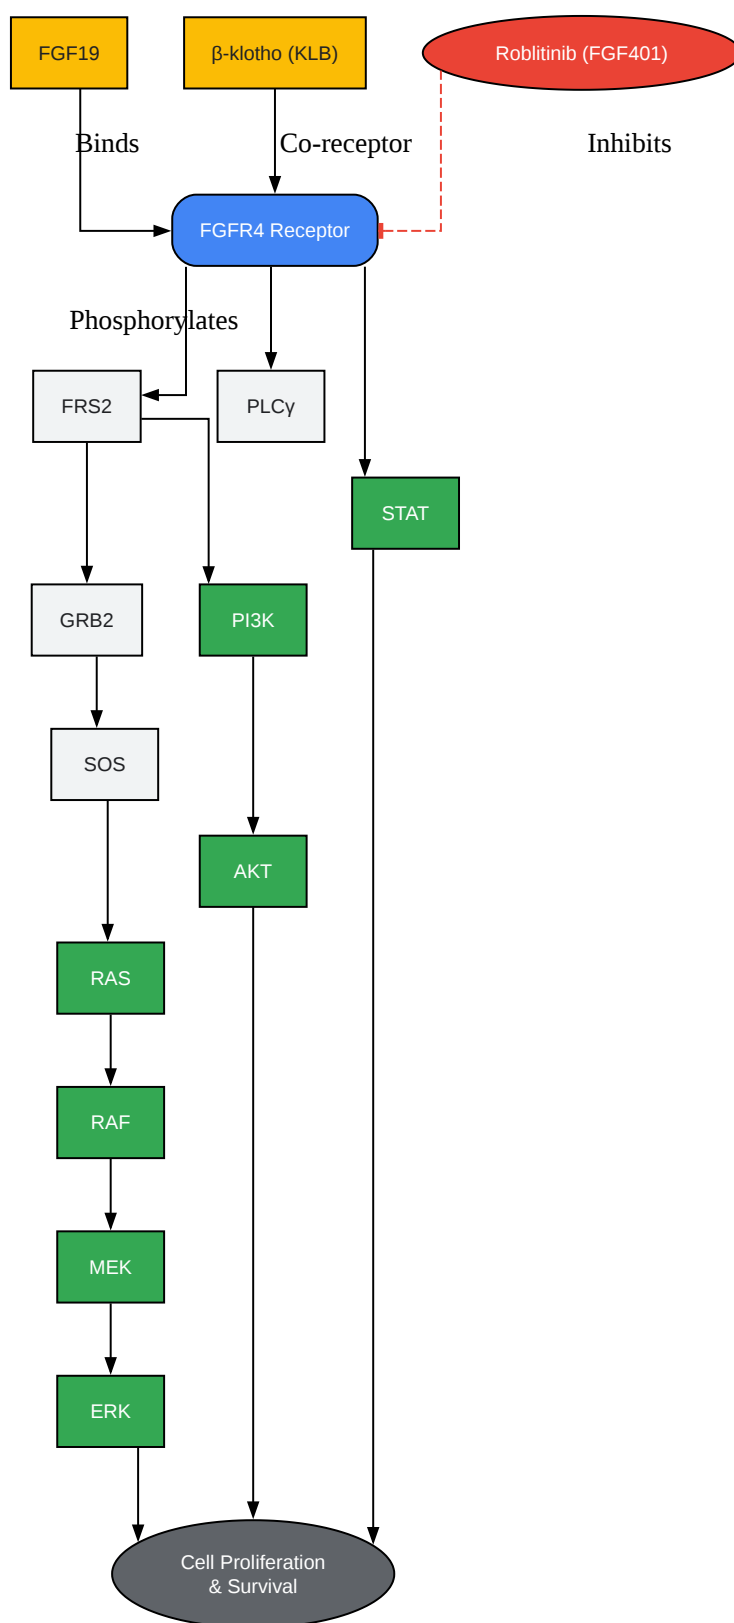 FGF19
β-klotho (KLB)
Roblitinib (FGF401)
Binds
Co-receptor
Inhibits
FGFR4 Receptor
Phosphorylates
FRS2
PLCγ
STAT
GRB2
PI3K
SOS
AKT
RAS
RAF
MEK
ERK
Cell Proliferation
& Survival